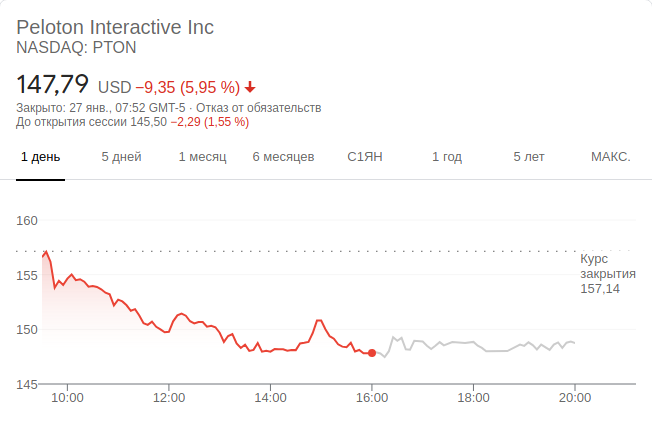 Peloton Interactive Inc
NASDAQ: PTON
147,79 USD −9,35 (5,95 %)
Закрыто: 27 янв., 07:52 GMT-5 · Отказ от обязательств
До открытия сессии 145,50 −2,29 (1,55 %)
1 день 5 дней 1 месяц 6 месяцев С1ЯН 1 год 5 лет МАКС.
160
155
150
145
Курс
закрытия
157,14
10:00 12:00 14:00 16:00 18:00 20:00